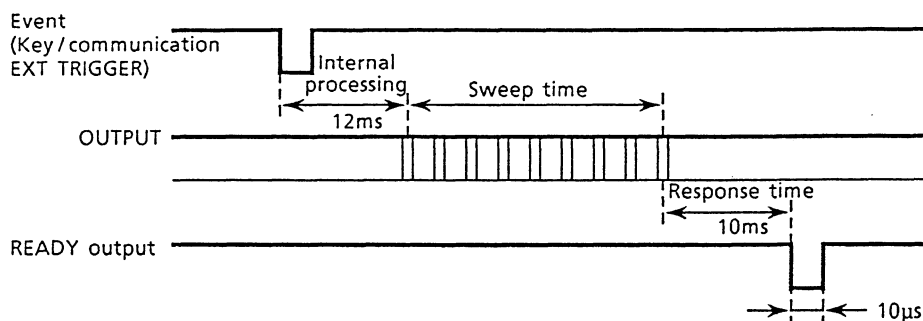 Event
(Key / communication
EXT TRIGGER)
Internal
processing
12ms
Sweep time
OUTPUT
Response time
10ms
READY output
10μs